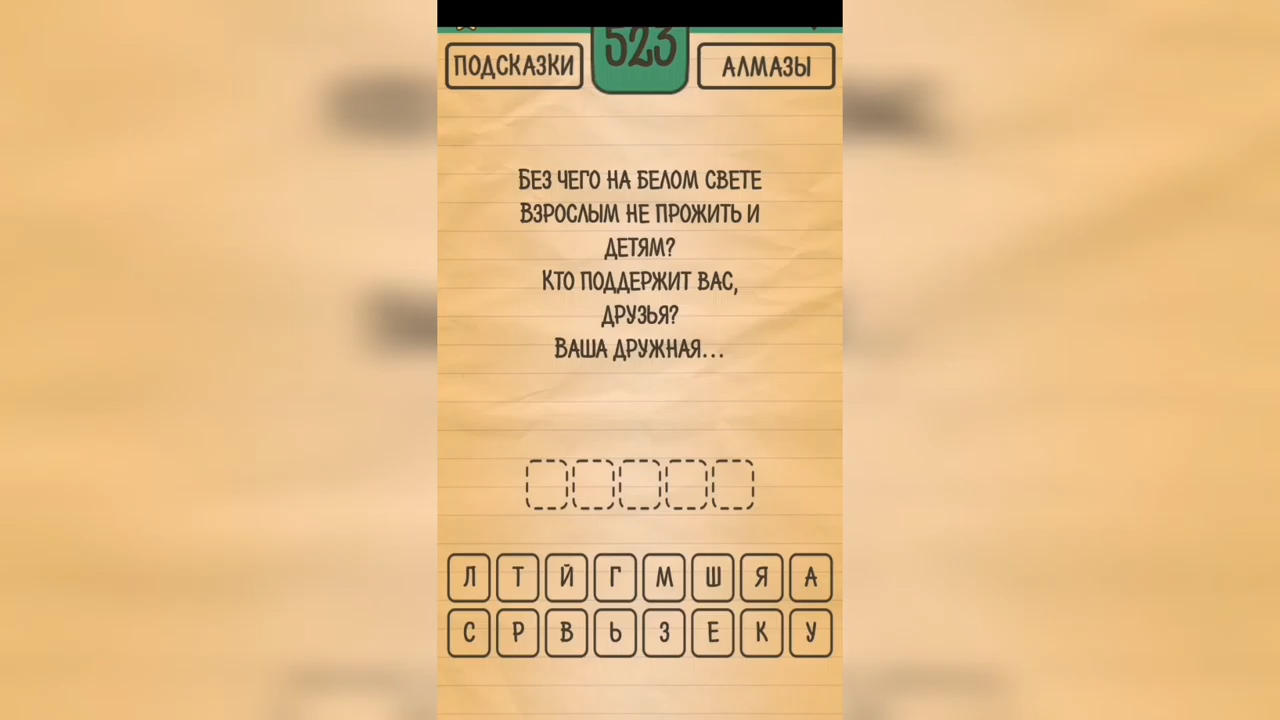 ПОДСКАЗКИ
523
АЛМАЗЫ
БЕЗ ЧЕГО НА БЕЛОМ СВЕТЕ
ВЗРОСЛЫМ НЕ ПРОЖИТЬ И
ДЕТЯМ?
КТО ПОДДЕРЖИТ ВАС,
ДРУЗЬЯ?
ВАША ДРУЖНАЯ...
Л Т Й Г М Ш Я А
С Р В Ь З Е К У